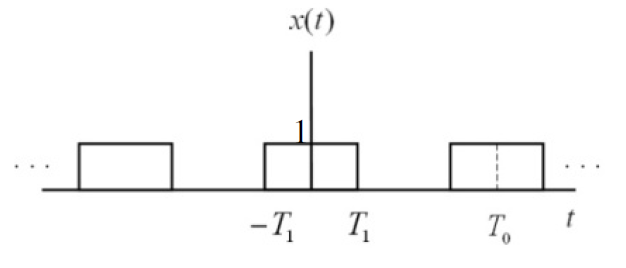 x(t)
1
· · · · · ·
−T₁ T₁ T₀ t